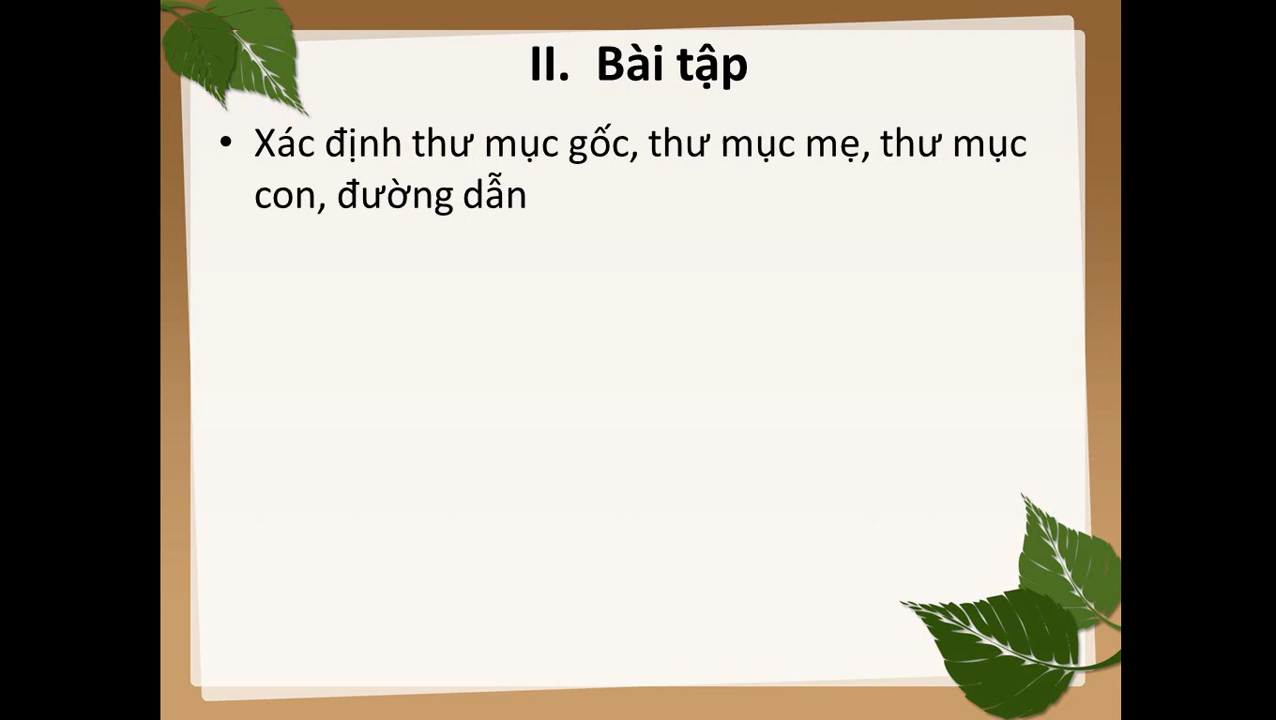 II. Bài tập
• Xác định thư mục gốc, thư mục mẹ, thư mục
con, đường dẫn